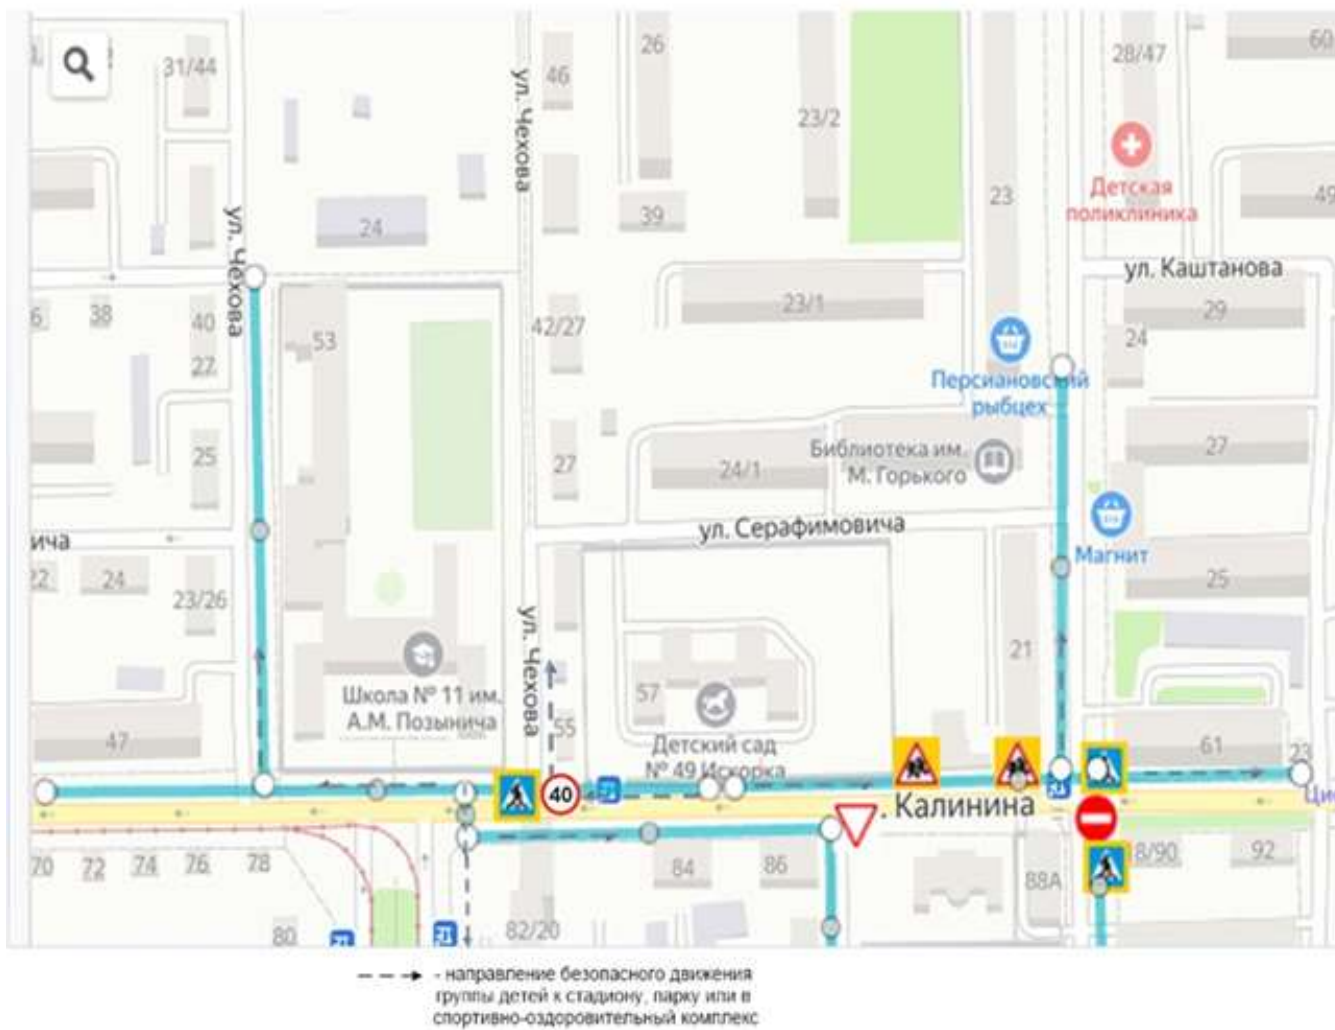 31/44
26
46
28/47
60
23/2
ул. Чехова
Детская
поликлиника
49
23
ул. Чехова
24
39
ул. Каштанова
6
38
40
27
53
42/27
23/1
29
24
Персиановский
рыбцех
25
27
24/1
Библиотека им.
М. Горького
27
ича
ул. Серафимовича
Магнит
22
24
23/26
25
ул. Чехова
21
57
Школа № 11 им.
А.М. Позынича
55
Детский сад
№ 49 Искорка
47
61
23
40
. Калинина
Ци
70
72
74
76
78
84
86
88А
8/90
92
80
82/20
- направление безопасного движения
группы детей к стадиону, парку или в
спортивно-оздоровительный комплекс